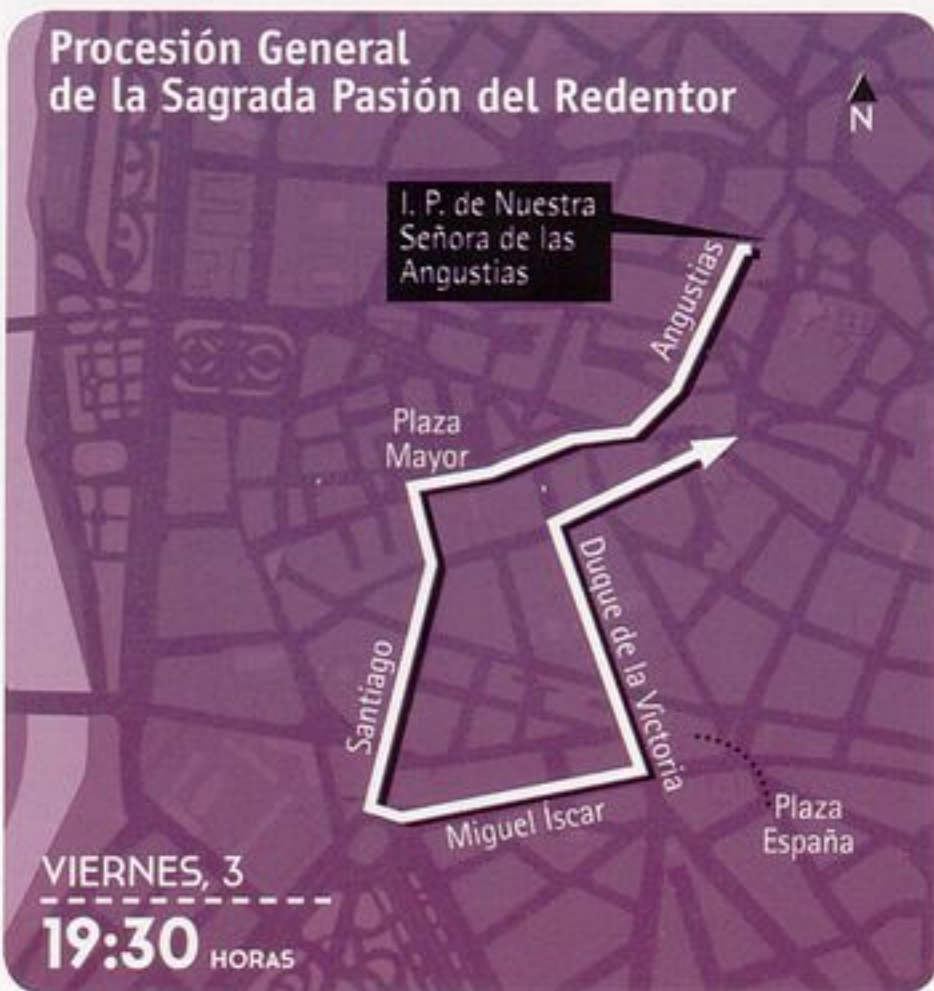 Procesión General
de la Sagrada Pasión del Redentor
N
I. P. de Nuestra
Señora de las
Angustias
Angustias
Plaza
Mayor
Duque de la Victoria
Santiago
Miguel Íscar
Plaza
España
VIERNES, 3
19:30 HORAS